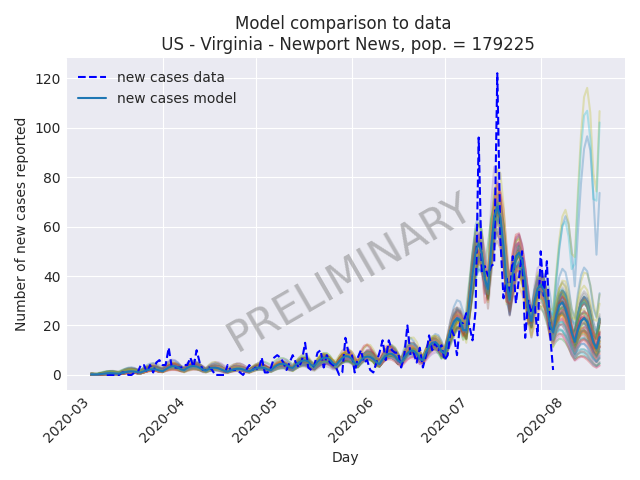 Model comparison to data
US - Virginia - Newport News, pop. = 179225
new cases data
new cases model
PRELIMINARY
Number of new cases reported
120
100
80
60
40
20
0
2020-03
2020-04
2020-05
2020-06
2020-07
2020-08
Day